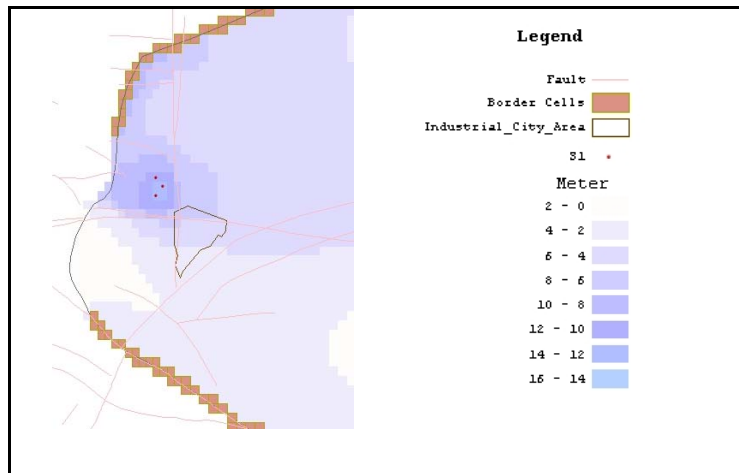 Legend
Fault
Border Cells
Industrial_City_Area
S1
Meter
2 - 0
4 - 2
6 - 4
8 - 6
10 - 8
12 - 10
14 - 12
16 - 14